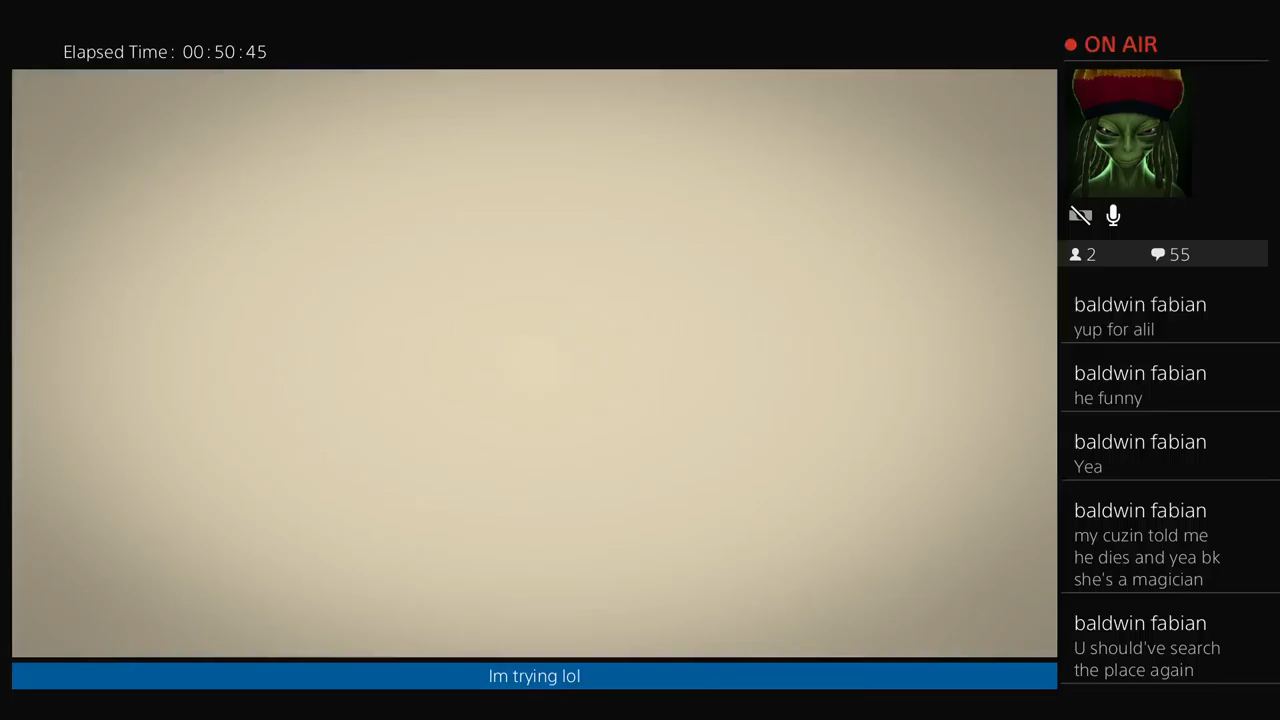 Elapsed Time: 00:50:45
ON AIR
2 55
baldwin fabian
yup for alil
baldwin fabian
he funny
baldwin fabian
Yea
baldwin fabian
my cuzin told me
he dies and yea bk
she's a magician
baldwin fabian
U should've search
the place again
Im trying lol